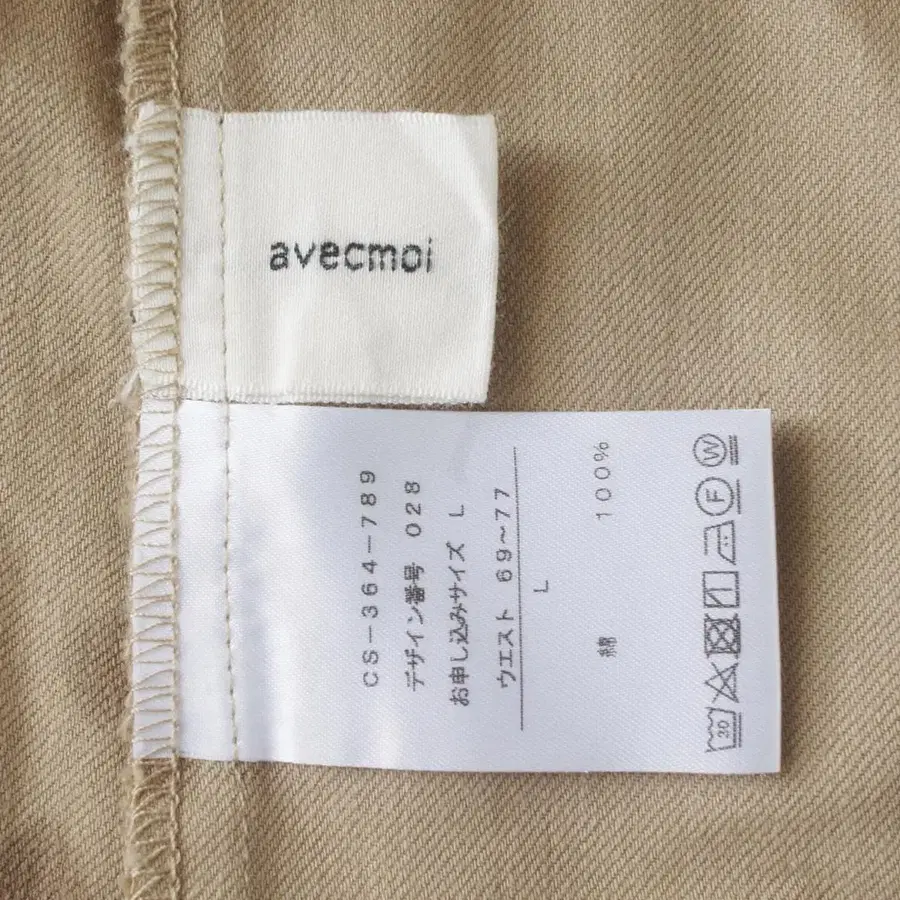 avecmoi
CS-364-789
デザイン番号 028
お申し込みサイズ L
ウエスト 69～77
L
綿 100%
30
F
W